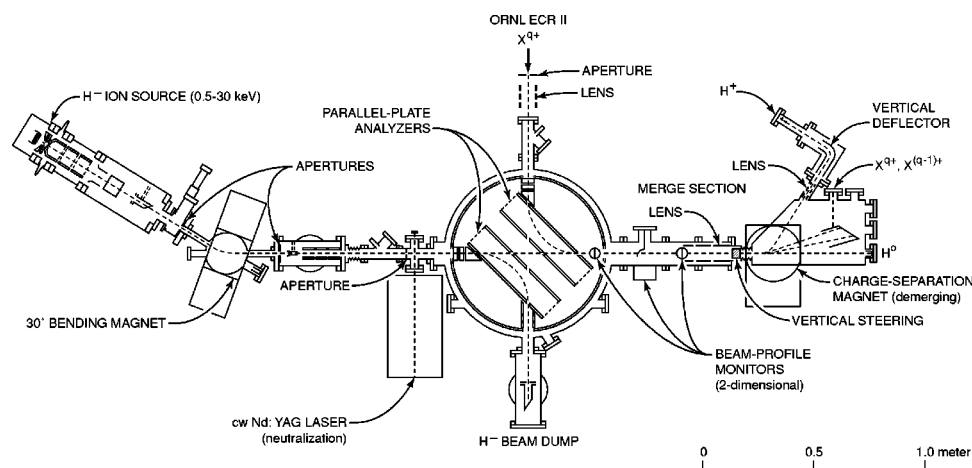 ORNL ECR II
X^q+
APERTURE
LENS
H⁻ ION SOURCE (0.5-30 keV)
PARALLEL-PLATE
ANALYZERS
APERTURES
H⁺
VERTICAL
DEFLECTOR
LENS
X^q+, X^(q-1)+
MERGE SECTION
LENS
H°
APERTURE
CHARGE-SEPARATION
MAGNET (demerging)
30° BENDING MAGNET
VERTICAL STEERING
BEAM-PROFILE
MONITORS
(2-dimensional)
cw Nd: YAG LASER
(neutralization)
H⁻ BEAM DUMP
0 0.5 1.0 meter